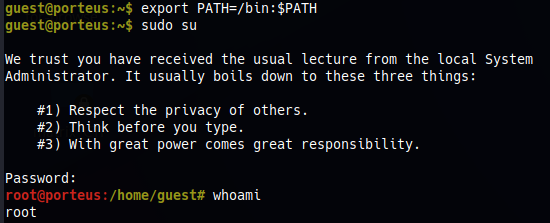 guest@porteus:~$ export PATH=/bin:$PATH
guest@porteus:~$ sudo su
We trust you have received the usual lecture from the local System
Administrator. It usually boils down to these three things:
#1) Respect the privacy of others.
#2) Think before you type.
#3) With great power comes great responsibility.
Password:
root@porteus:/home/guest# whoami
root